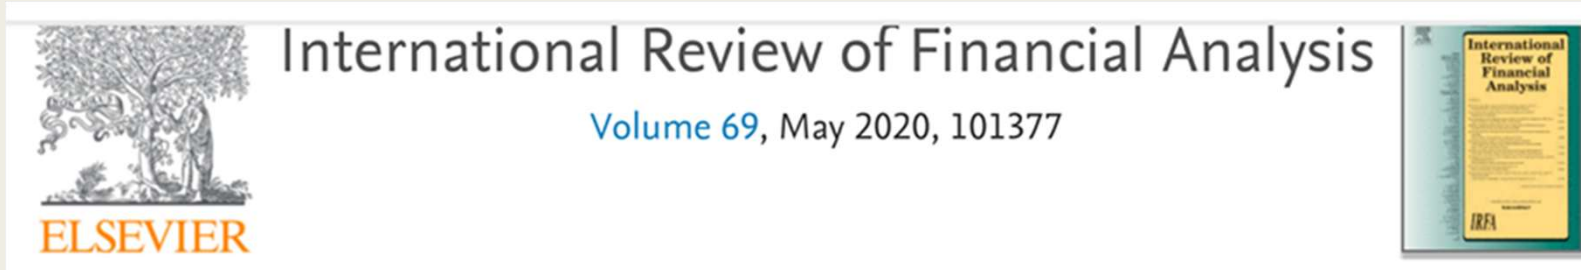 International Review of Financial Analysis
Volume 69, May 2020, 101377
ELSEVIER
International
Review of
Financial
Analysis
IRFA